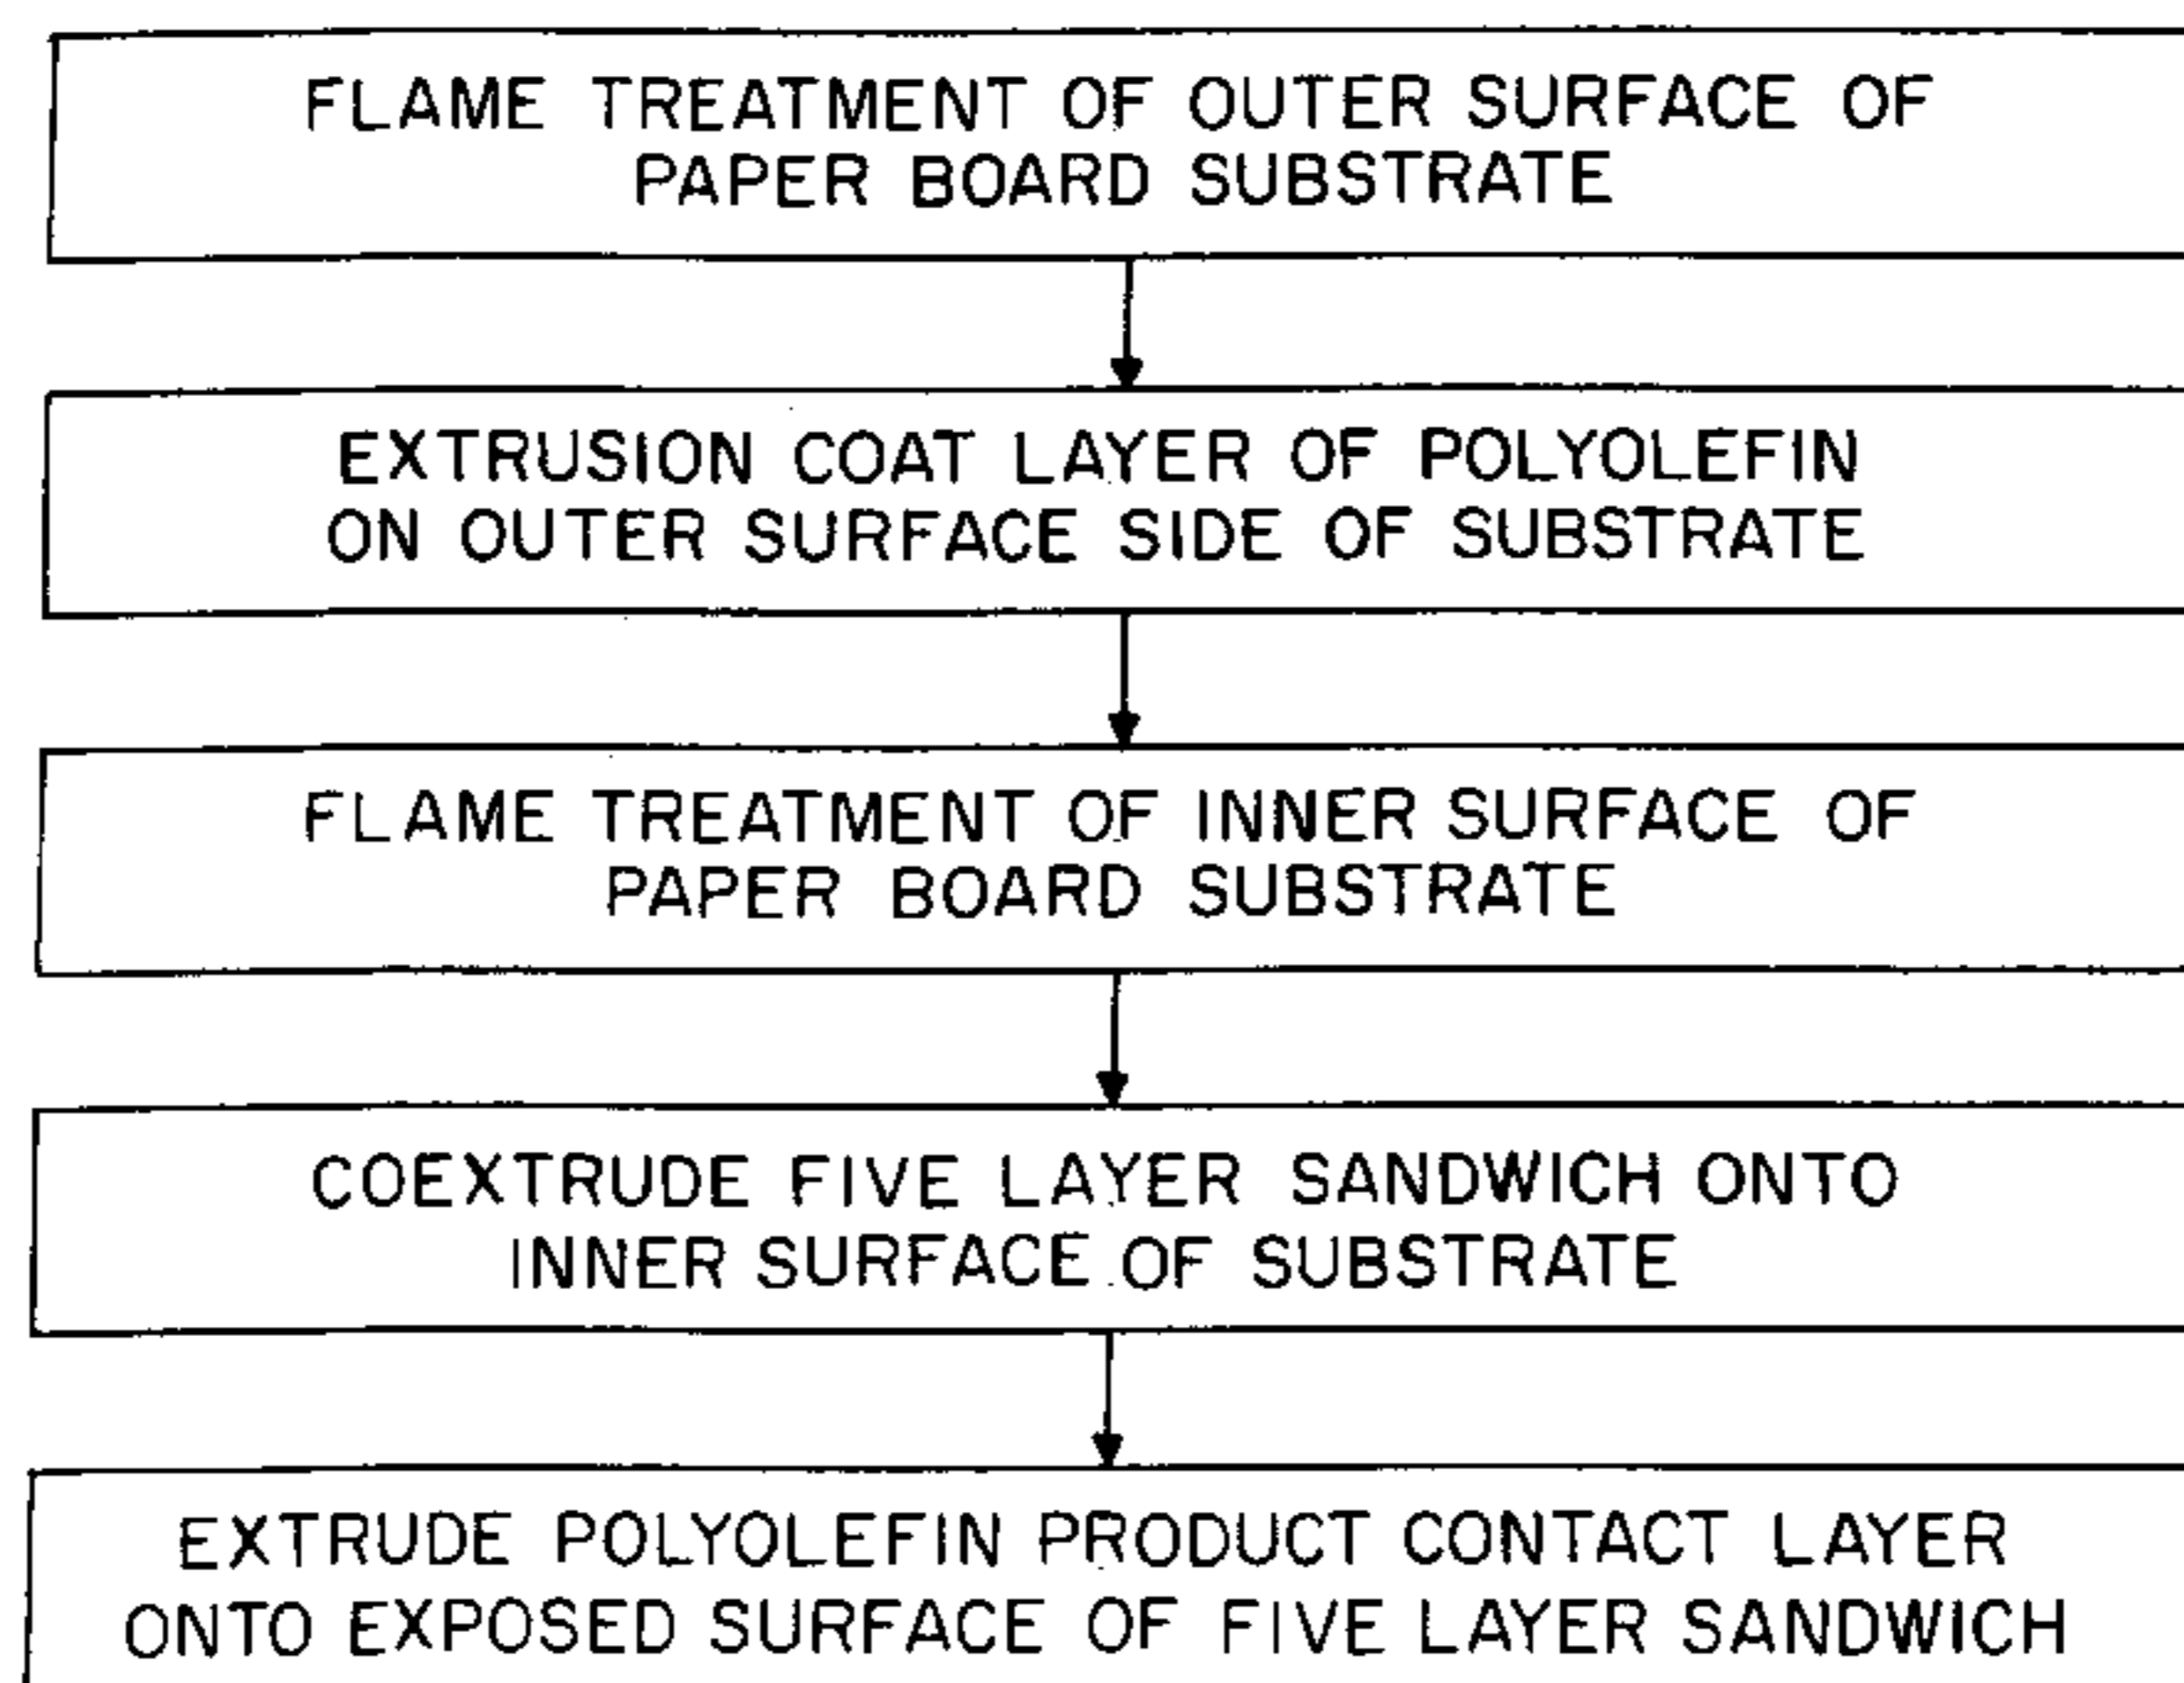 FLAME TREATMENT OF OUTER SURFACE OF
PAPER BOARD SUBSTRATE
EXTRUSION COAT LAYER OF POLYOLEFIN
ON OUTER SURFACE SIDE OF SUBSTRATE
FLAME TREATMENT OF INNER SURFACE OF
PAPER BOARD SUBSTRATE
COEXTRUDE FIVE LAYER SANDWICH ONTO
INNER SURFACE OF SUBSTRATE
EXTRUDE POLYOLEFIN PRODUCT CONTACT LAYER
ONTO EXPOSED SURFACE OF FIVE LAYER SANDWICH